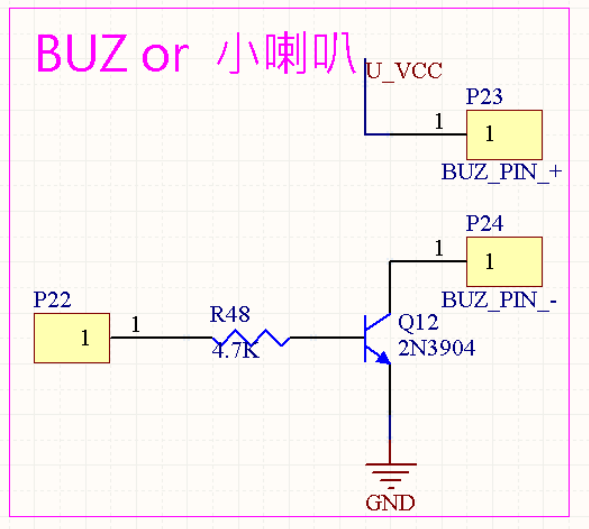 BUZ or 小喇叭
U_VCC
P23
1
1
BUZ_PIN_+
P24
1
1
BUZ_PIN_-
P22
1
1
R48
4.7K
Q12
2N3904
GND